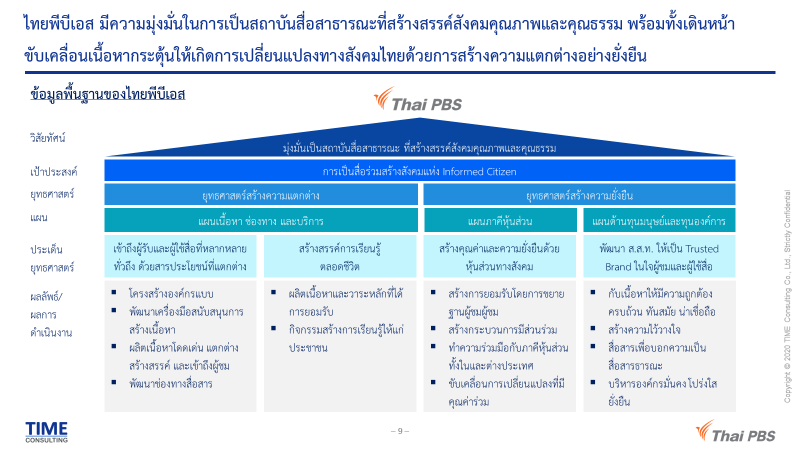 ไทยพีบีเอส มีความมุ่งมั่นในการเป็นสถาบันสื่อสาธารณะที่สร้างสรรค์สังคมคุณภาพและคุณธรรม พร้อมทั้งเดินหน้า
ขับเคลื่อนเนื้อหากระตุ้นให้เกิดการเปลี่ยนแปลงทางสังคมไทยด้วยการสร้างความแตกต่างอย่างยั่งยืน
ข้อมูลพื้นฐานของไทยพีบีเอส
Thai PBS
วิสัยทัศน์
มุ่งมั่นเป็นสถาบันสื่อสาธารณะ ที่สร้างสรรค์สังคมคุณภาพและคุณธรรม
เป้าประสงค์
การเป็นสื่อร่วมสร้างสังคมแห่ง Informed Citizen
ยุทธศาสตร์
ยุทธศาสตร์สร้างความแตกต่าง
ยุทธศาสตร์สร้างความยั่งยืน
แผน
แผนเนื้อหา ช่องทาง และบริการ
แผนภาคีหุ้นส่วน
แผนด้านทุนมนุษย์และทุนองค์การ
ประเด็น
ยุทธศาสตร์
เข้าถึงผู้รับและผู้ใช้สื่อที่หลากหลาย
ทั่วถึง ด้วยสารประโยชน์ที่แตกต่าง
สร้างสรรค์การเรียนรู้
ตลอดชีวิต
สร้างคุณค่าและความยั่งยืนด้วย
หุ้นส่วนทางสังคม
พัฒนา ส.ส.ท. ให้เป็น Trusted
Brand ในใจผู้ชมและผู้ใช้สื่อ
ผลลัพธ์/
ผลการ
ดำเนินงาน
▪ โครงสร้างองค์กรแบบ
▪ พัฒนาเครื่องมือสนับสนุนการ
สร้างเนื้อหา
▪ ผลิตเนื้อหาโดดเด่น แตกต่าง
สร้างสรรค์ และเข้าถึงผู้ชม
▪ พัฒนาช่องทางสื่อสาร
▪ ผลิตเนื้อหาและวาระหลักที่ได้
การยอมรับ
▪ กิจกรรมสร้างการเรียนรู้ให้แก่
ประชาชน
▪ สร้างการยอมรับโดยการขยาย
ฐานผู้ชมผู้ชม
▪ สร้างกระบวนการมีส่วนร่วม
▪ ทำความร่วมมือกับภาคีหุ้นส่วน
ทั้งในและต่างประเทศ
▪ ขับเคลื่อนการเปลี่ยนแปลงที่มี
คุณค่าร่วม
▪ กับเนื้อหาให้มีความถูกต้อง
ครบถ้วน ทันสมัย น่าเชื่อถือ
▪ สร้างความไว้วางใจ
▪ สื่อสารเพื่อบอกความเป็น
สื่อสารธารณะ
▪ บริหารองค์กรมั่นคง โปร่งใส
ยั่งยืน
Copyright © 2020 TIME Consulting Co., Ltd., Strictly Confidential
TIME
CONSULTING
– 9 –
Thai PBS